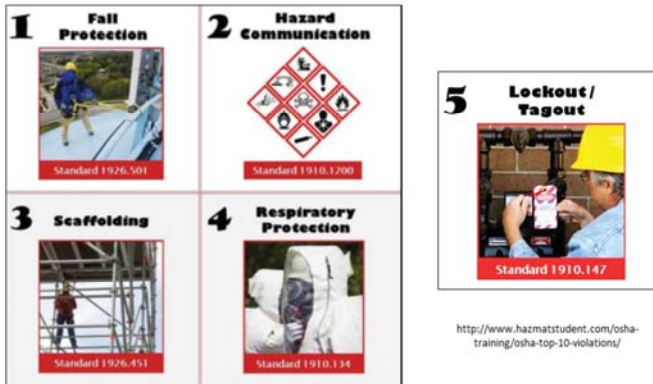 1 Fall
Protection
Standard 1926.501
2 Hazard
Communication
Standard 1910.1200
3 Scaffolding
Standard 1926.451
4 Respiratory
Protection
Standard 1910.134
5 Lockout/
Tagout
Standard 1910.147
http://www.hazmatstudent.com/osha-
training/osha-top-10-violations/